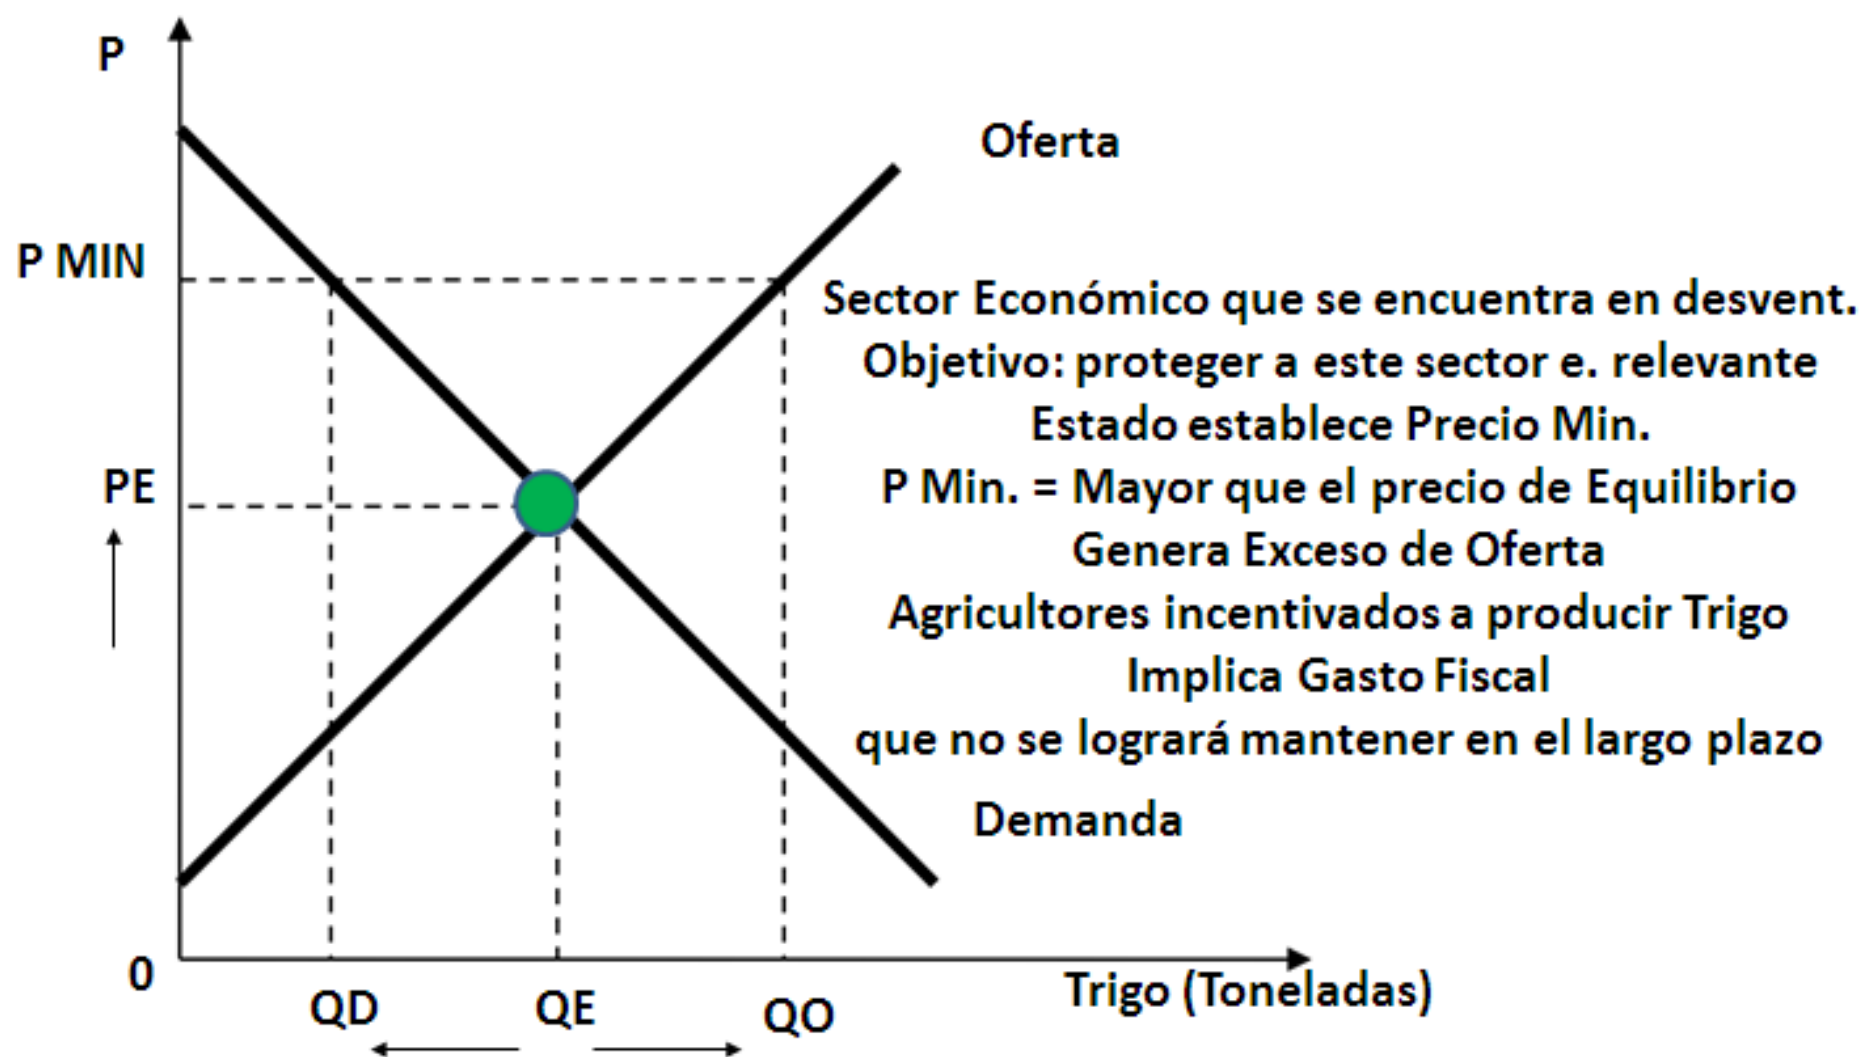 P
Oferta
P MIN
Sector Económico que se encuentra en desvent.
Objetivo: proteger a este sector e. relevante
Estado establece Precio Min.
PE
P Min. = Mayor que el precio de Equilibrio
Genera Exceso de Oferta
Agricultores incentivados a producir Trigo
Implica Gasto Fiscal
que no se logrará mantener en el largo plazo
Demanda
0
QD
QE
QO
Trigo (Toneladas)